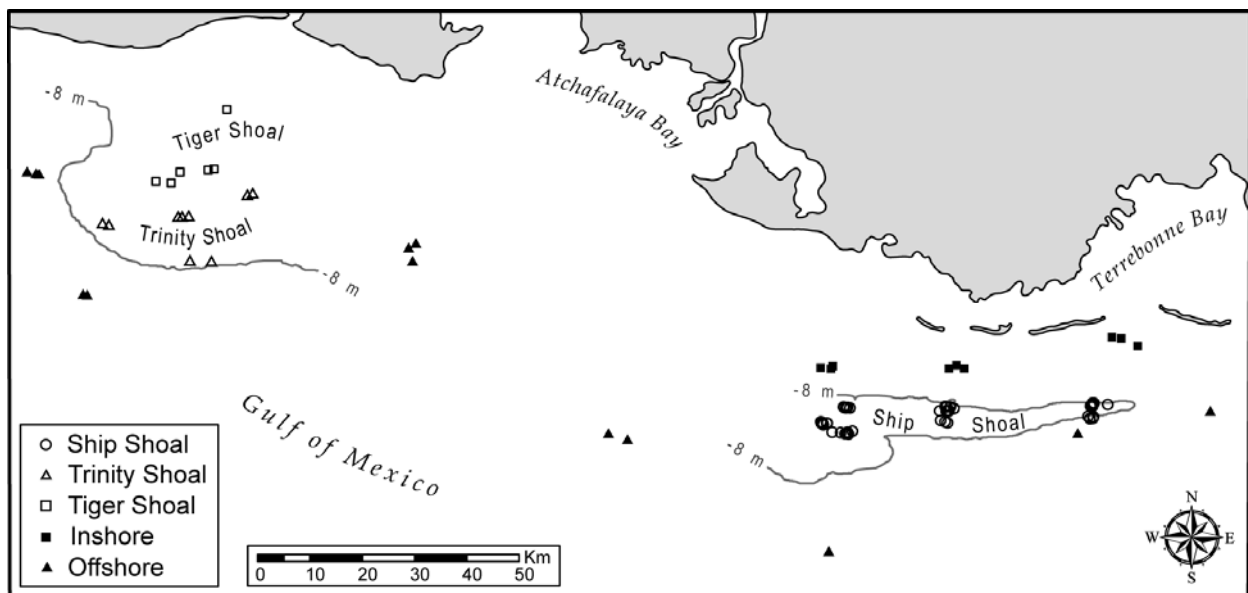 -8 m
Tiger Shoal
Atchafalaya Bay
Trinity Shoal
-8 m
Terrebonne Bay
-8 m
Ship Shoal
Gulf of Mexico
-8 m
Ship Shoal
Trinity Shoal
Tiger Shoal
Inshore
Offshore
Km
0 10 20 30 40 50
N
W E
S